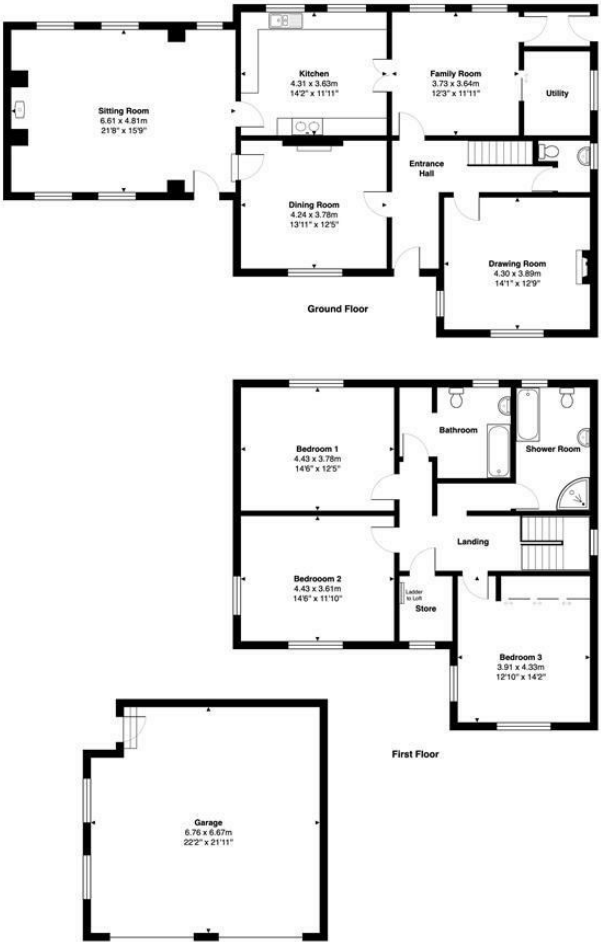 Kitchen
4.31 x 3.63m
14'2" x 11'11"
Family Room
3.73 x 3.64m
12'3" x 11'11"
Utility
Sitting Room
6.61 x 4.81m
21'8" x 15'9"
Entrance
Hall
Dining Room
4.24 x 3.78m
13'11" x 12'5"
Drawing Room
4.30 x 3.89m
14'1" x 12'9"
Ground Floor
Bathroom
Shower Room
Bedroom 1
4.43 x 3.78m
14'6" x 12'5"
Landing
Bedrooom 2
4.43 x 3.61m
14'6" x 11'10"
Ladder
to Loft
Store
Bedroom 3
3.91 x 4.33m
12'10" x 14'2"
First Floor
Garage
6.76 x 6.67m
22'2" x 21'11"